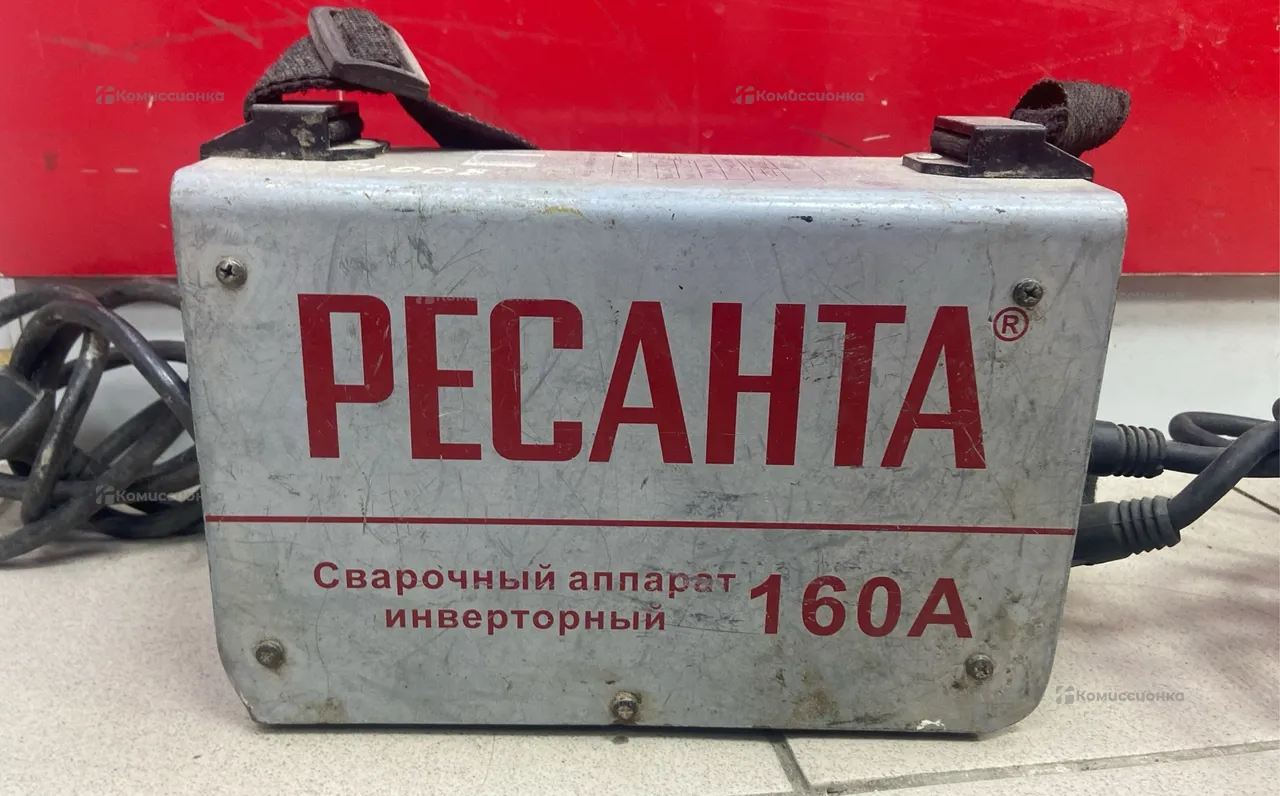 Комиссионка
Комиссионка
РЕСАНТА®
Комиссионка
Сварочный аппарат 160А
инверторный
Комиссионка